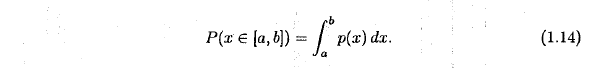 P(x ∈ [a, b]) = ∫_a^b p(x) dx. (1.14)